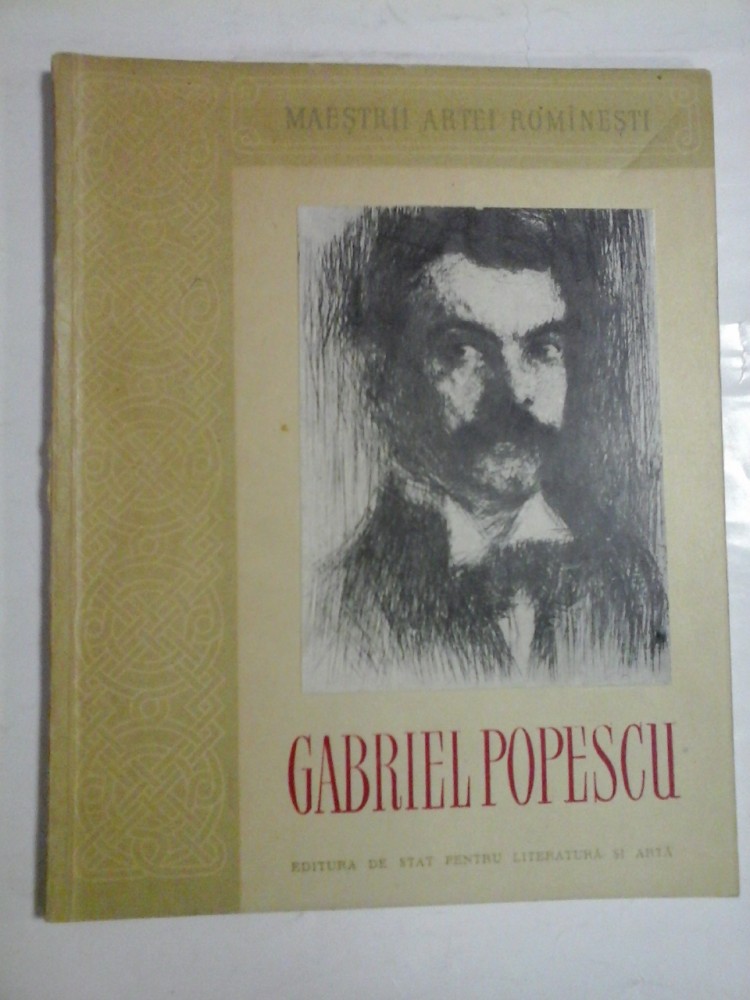 MAEȘTRII ARTEI ROMÎNEȘTI
GABRIEL POPESCU
EDITURA DE STAT PENTRU LITERATURĂ ȘI ARTĂ